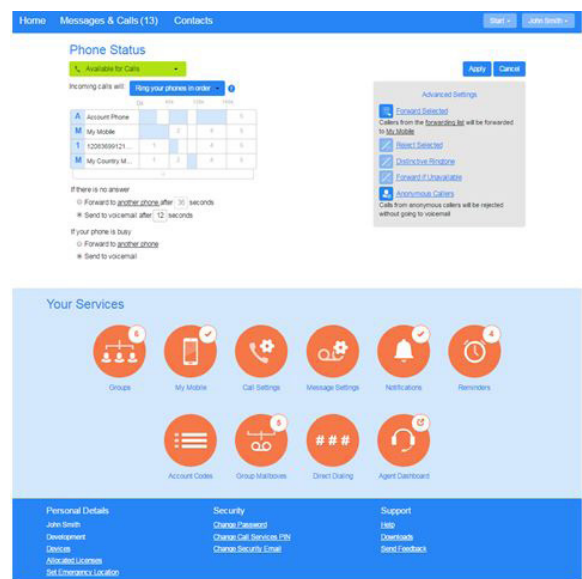 Home Messages & Calls (13) Contacts Start John Smith
Phone Status
Available for Calls
Apply Cancel
Incoming calls will: Ring your phones in order
Advanced Settings
A Account Phone
M My Mobile
1 12083699121...
M My Country M...
Forward Selected
Callers from the forwarding list will be forwarded
to My Mobile
Reject Selected
Distinctive Ringtone
Forward if Unavailable
Anonymous Callers
Calls from anonymous callers will be rejected
without going to voicemail
If there is no answer
Forward to another phone after 36 seconds
Send to voicemail after 12 seconds
If your phone is busy
Forward to another phone
Send to voicemail
Your Services
Groups My Mobile Call Settings Message Settings Notifications Reminders
###
Account Codes Group Mailboxes Direct Dialing Agent Dashboard
Personal Details Security Support
John Smith Change Password Help
Development Change Call Services PIN Downloads
Devices Change Security Email Send Feedback
Allocated Licenses
Set Emergency Location